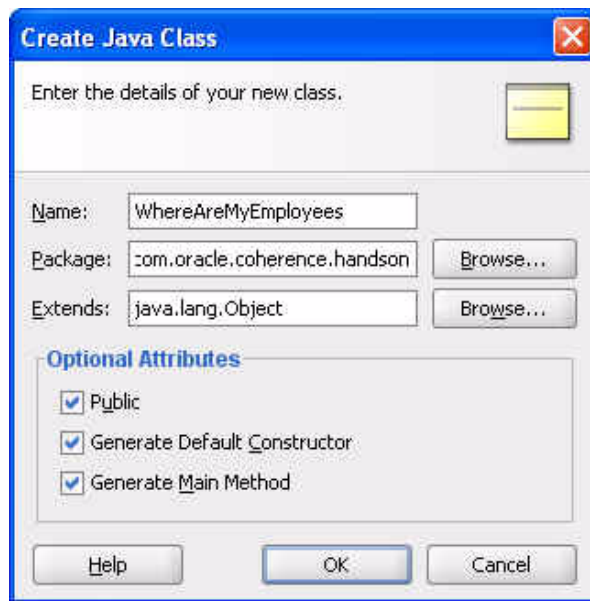 Create Java Class
Enter the details of your new class.
Name: WhereAreMyEmployees
Package: com.oracle.coherence.handson Browse...
Extends: java.lang.Object Browse...
Optional Attributes
Public
Generate Default Constructor
Generate Main Method
Help OK Cancel